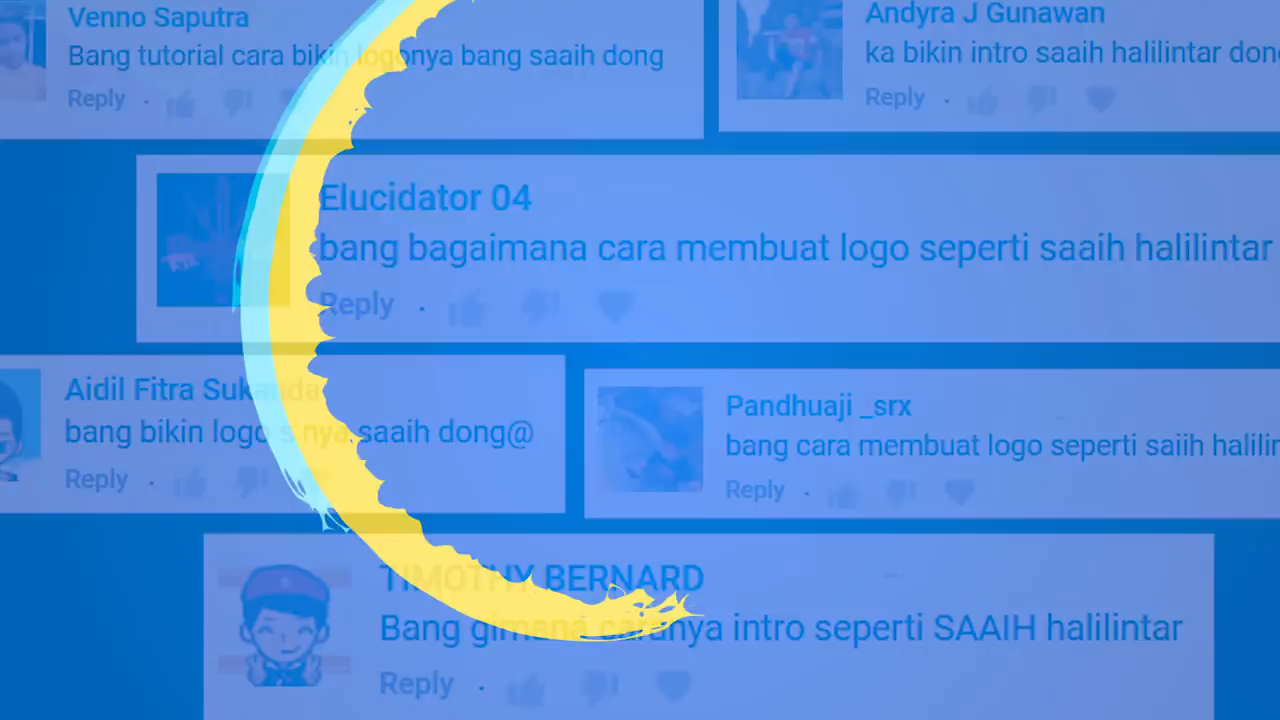 Venno Saputra
Bang tutorial cara bikin logonya bang saaih dong
Reply
Andyra J Gunawan
ka bikin intro saaih halilintar dong
Reply
Elucidator 04
bang bagaimana cara membuat logo seperti saaih halilintar
Reply
Aidil Fitra Sukanda
bang bikin logo s nya saaih dong@
Reply
Pandhuaji _srx
bang cara membuat logo seperti saiih halilin
Reply
TIMOTHY BERNARD
Bang gimana caranya intro seperti SAAIH halilintar
Reply